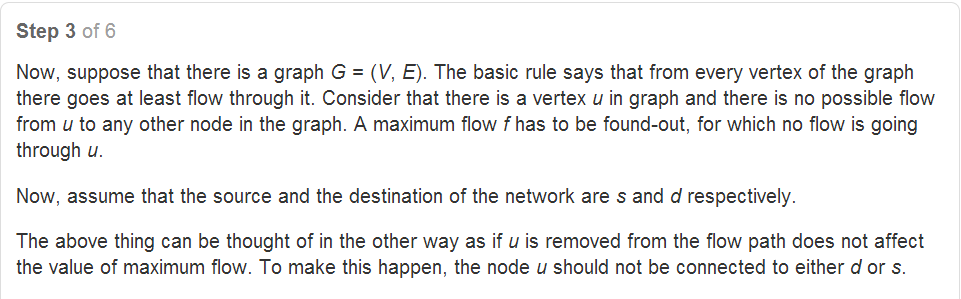 Step 3 of 6
Now, suppose that there is a graph G = (V, E). The basic rule says that from every vertex of the graph
there goes at least flow through it. Consider that there is a vertex u in graph and there is no possible flow
from u to any other node in the graph. A maximum flow f has to be found-out, for which no flow is going
through u.
Now, assume that the source and the destination of the network are s and d respectively.
The above thing can be thought of in the other way as if u is removed from the flow path does not affect
the value of maximum flow. To make this happen, the node u should not be connected to either d or s.